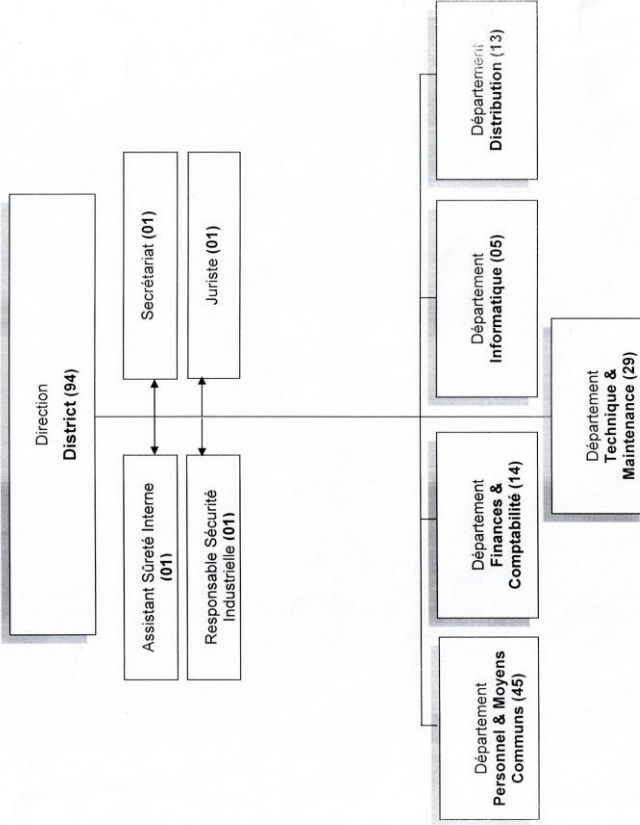 Direction
District (94)
Assistant Sûreté Interne
(01)
Secrétariat (01)
Responsable Sécurité
Industrielle (01)
Juriste (01)
Département
Personnel & Moyens
Communs (45)
Département
Finances &
Comptabilité (14)
Département
Informatique (05)
Département
Distribution (13)
Département
Technique &
Maintenance (29)